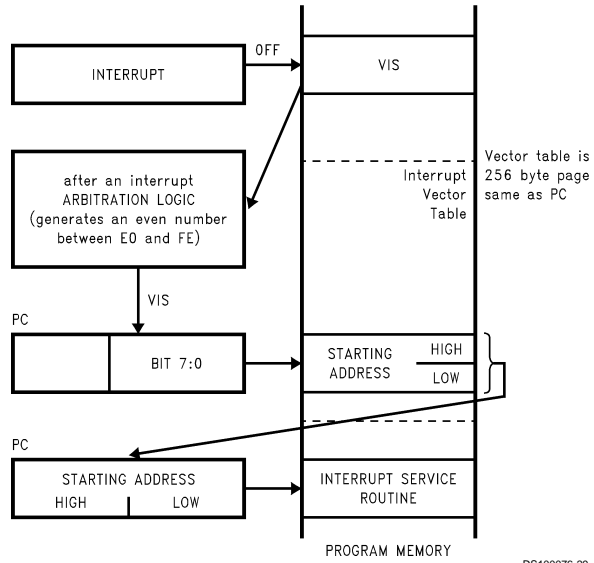 OFF
INTERRUPT
VIS
after an interrupt
ARBITRATION LOGIC
(generates an even number
between E0 and FE)
Interrupt
Vector
Table
Vector table is
256 byte page
same as PC
VIS
PC
BIT 7:0
STARTING
ADDRESS
HIGH
LOW
PC
STARTING ADDRESS
HIGH
LOW
INTERRUPT SERVICE
ROUTINE
PROGRAM MEMORY